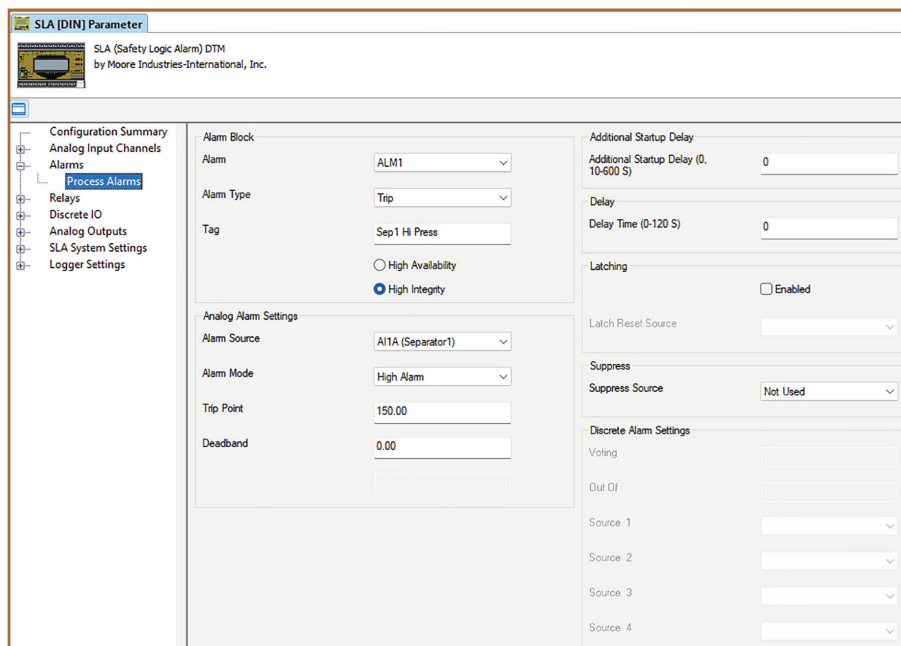 SLA [DIN] Parameter
SLA (Safety Logic Alarm) DTM
by Moore Industries-International, Inc.
Configuration Summary
Analog Input Channels
Alarms
Process Alarms
Relays
Discrete IO
Analog Outputs
SLA System Settings
Logger Settings
Alarm Block
Alarm
ALM1
Alarm Type
Trip
Tag
Sep1 Hi Press
High Availability
High Integrity
Analog Alarm Settings
Alarm Source
AI1A (Separator1)
Alarm Mode
High Alarm
Trip Point
150.00
Deadband
0.00
Additional Startup Delay
Additional Startup Delay (0,
10-600 S)
0
Delay
Delay Time (0-120 S)
0
Latching
Enabled
Latch Reset Source
Suppress
Suppress Source
Not Used
Discrete Alarm Settings
Voting
Out Of
Source 1
Source 2
Source 3
Source 4